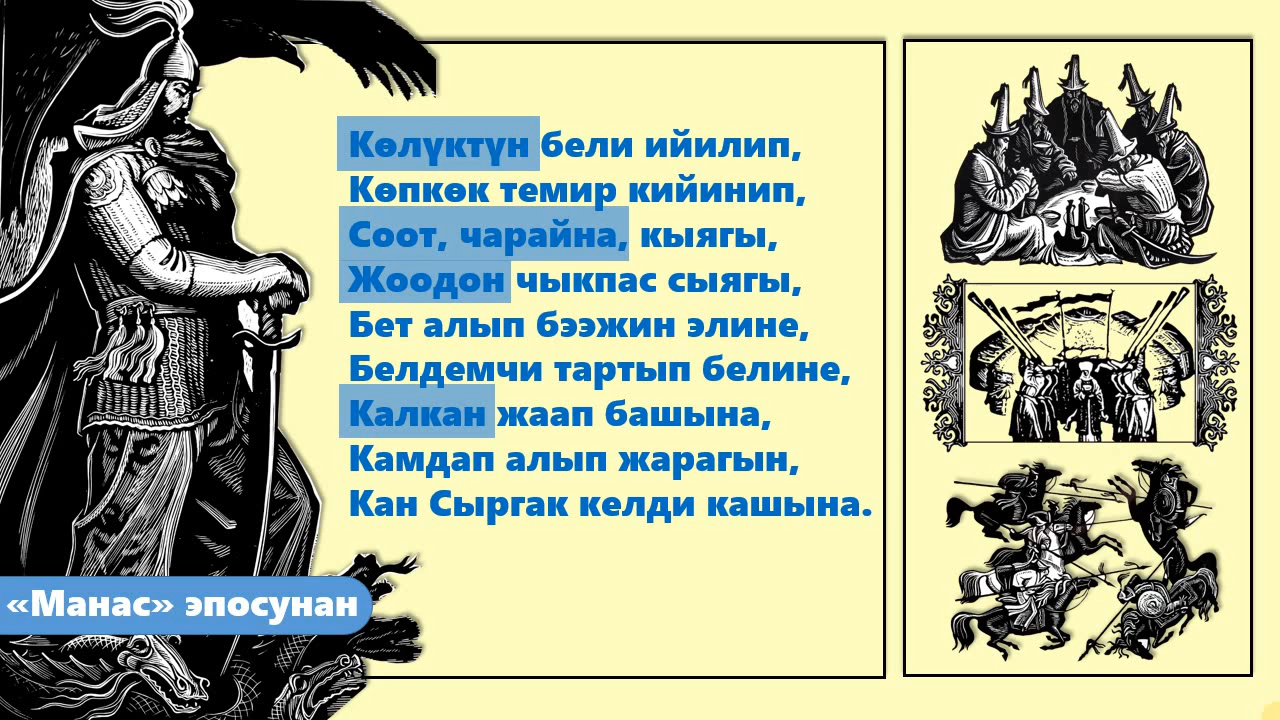 Көлүктүн бели ийилип,
Көпкөк темир кийинип,
Соот, чарайна, кыягы,
Жоодон чыкпас сыягы,
Бет алып бээжин элине,
Белдемчи тартып белине,
Калкан жаап башына,
Камдап алып жарагын,
Кан Сыргак келди кашына.
«Манас» эпосунан